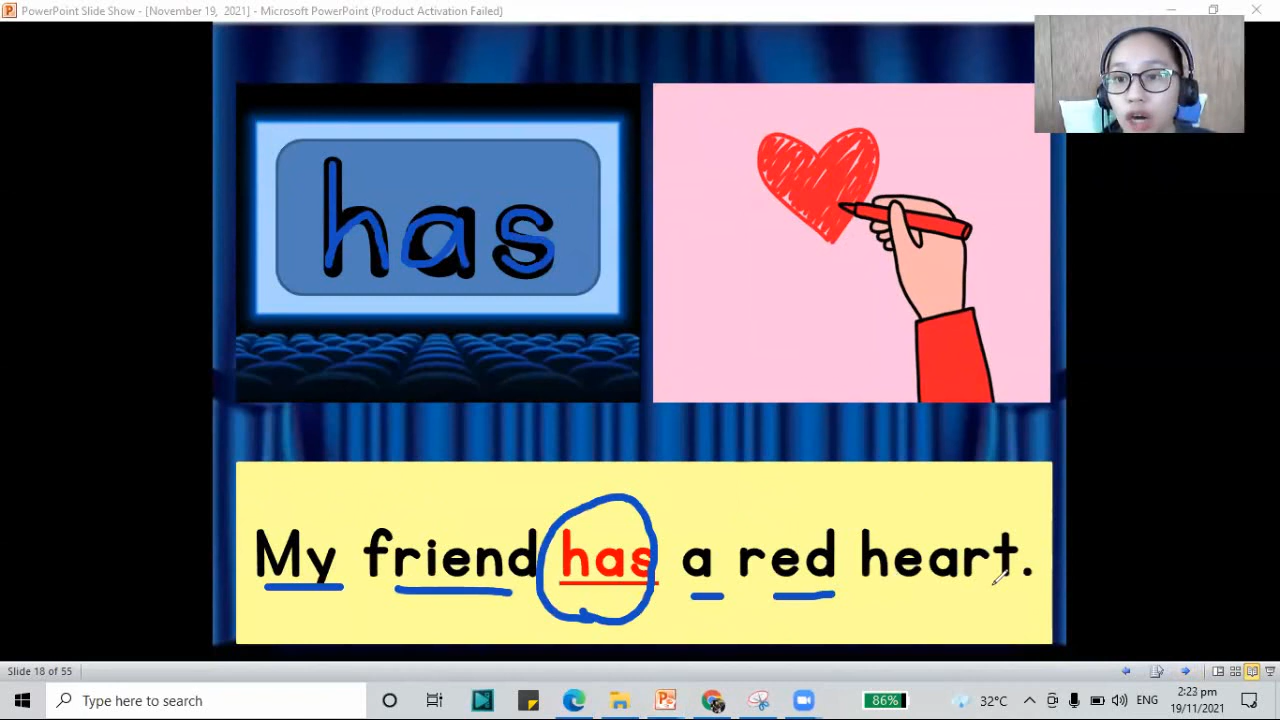 PowerPoint Slide Show - [November 19, 2021] - Microsoft PowerPoint (Product Activation Failed)
has
My friend has a red heart.
Slide 18 of 55
Type here to search
86%
32°C
ENG
2:23 pm
19/11/2021